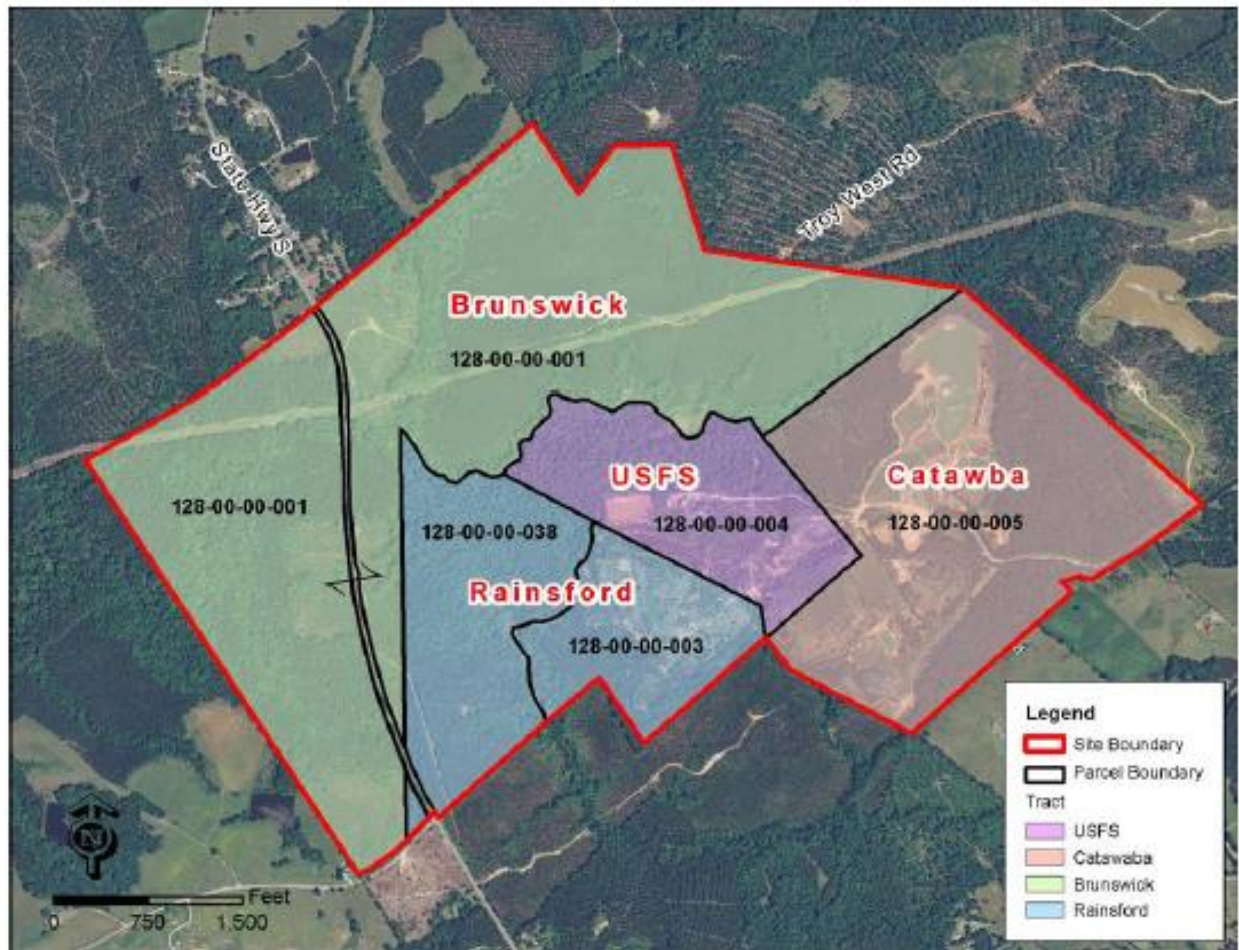 State Hwy S
Troy West Rd
Brunswick
128-00-00-001
128-00-00-001
USFS
128-00-00-004
Catawba
128-00-00-005
128-00-00-038
Rainsford
128-00-00-003
N
Feet
0 750 1,500
Legend
Site Boundary
Parcel Boundary
Tract
USFS
Catawaba
Brunswick
Rainsford